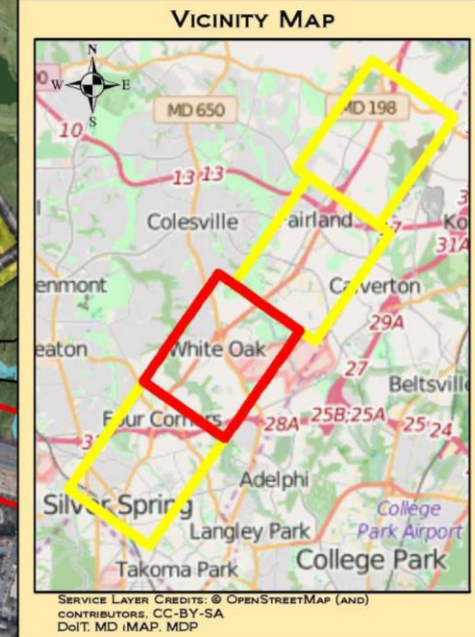 VICINITY MAP
N
W E
S
MD 650
MD 198
10
13 13
Colesville
airland
27
Ko
31A
enmont
Calverton
29A
eaton
White Oak
27
Beltsville
Four Corners
28A 25B;25A 25 24
Adelphi
Silver Spring
College
Park Airport
Langley Park
College Park
Takoma Park
SERVICE LAYER CREDITS: © OPENSTREETMAP (AND)
CONTRIBUTORS, CC-BY-SA
DOIT, MD IMAP, MDP